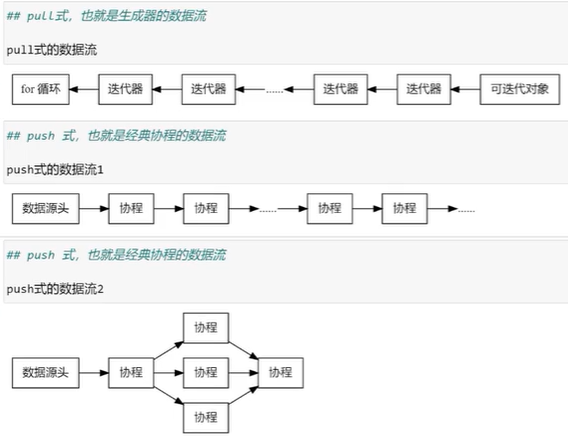 ## pull式，也就是生成器的数据流
pull式的数据流
for 循环 迭代器 迭代器 ...... 迭代器 迭代器 可迭代对象
## push 式，也就是经典协程的数据流
push式的数据流1
数据源头 协程 协程 ...... 协程 协程 ......
## push 式，也就是经典协程的数据流
push式的数据流2
协程
数据源头 协程 协程 协程
协程